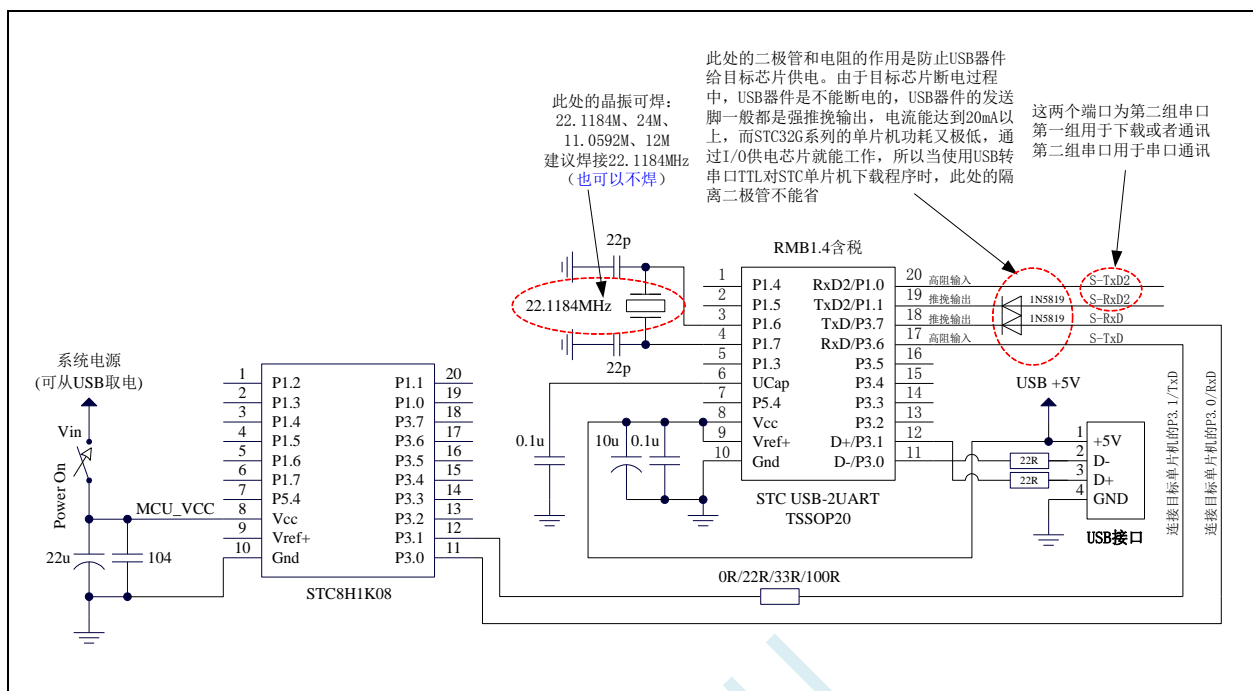 此处的二极管和电阻的作用是防止USB器件
给目标芯片供电。由于目标芯片断电过程
中，USB器件是不能断电的，USB器件的发送
脚一般都是强推挽输出，电流能达到20mA以
上，而STC32G系列的单片机功耗又极低，通
过I/O供电芯片就能工作，所以当使用USB转
串口TTL对STC单片机下载程序时，此处的隔
离二极管不能省
此处的晶振可焊：
22.1184M、24M、
11.0592M、12M
建议焊接22.1184MHz
（也可以不焊）
这两个端口为第二组串口
第一组用于下载或者通讯
第二组串口用于串口通讯
22p
22.1184MHz
22p
RMB1.4含税
1 P1.4 RxD2/P1.0 20 高阻输入 S-TxD2
2 P1.5 TxD2/P1.1 19 推挽输出 1N5819 S-RxD2
3 P1.6 TxD/P3.7 18 推挽输出 1N5819 S-RxD
4 P1.7 RxD/P3.6 17 高阻输入 S-TxD
5 P1.3 P3.5 16
6 UCap P3.4 15
7 P5.4 P3.3 14
8 Vcc P3.2 13
9 Vref+ D+/P3.1 12
10 Gnd D-/P3.0 11
STC USB-2UART
TSSOP20
0.1u
10u
0.1u
USB +5V
1 +5V
2 D-
3 D+
4 GND
22R
22R
USB接口
连接目标单片机的P3.1/TxD
连接目标单片机的P3.0/RxD
系统电源
(可从USB取电)
Vin
Power On
MCU_VCC
22u
104
1 P1.2 P1.1 20
2 P1.3 P1.0 19
3 P1.4 P3.7 18
4 P1.5 P3.6 17
5 P1.6 P3.5 16
6 P1.7 P3.4 15
7 P5.4 P3.3 14
8 Vcc P3.2 13
9 Vref+ P3.1 12
10 Gnd P3.0 11
STC8H1K08
0R/22R/33R/100R